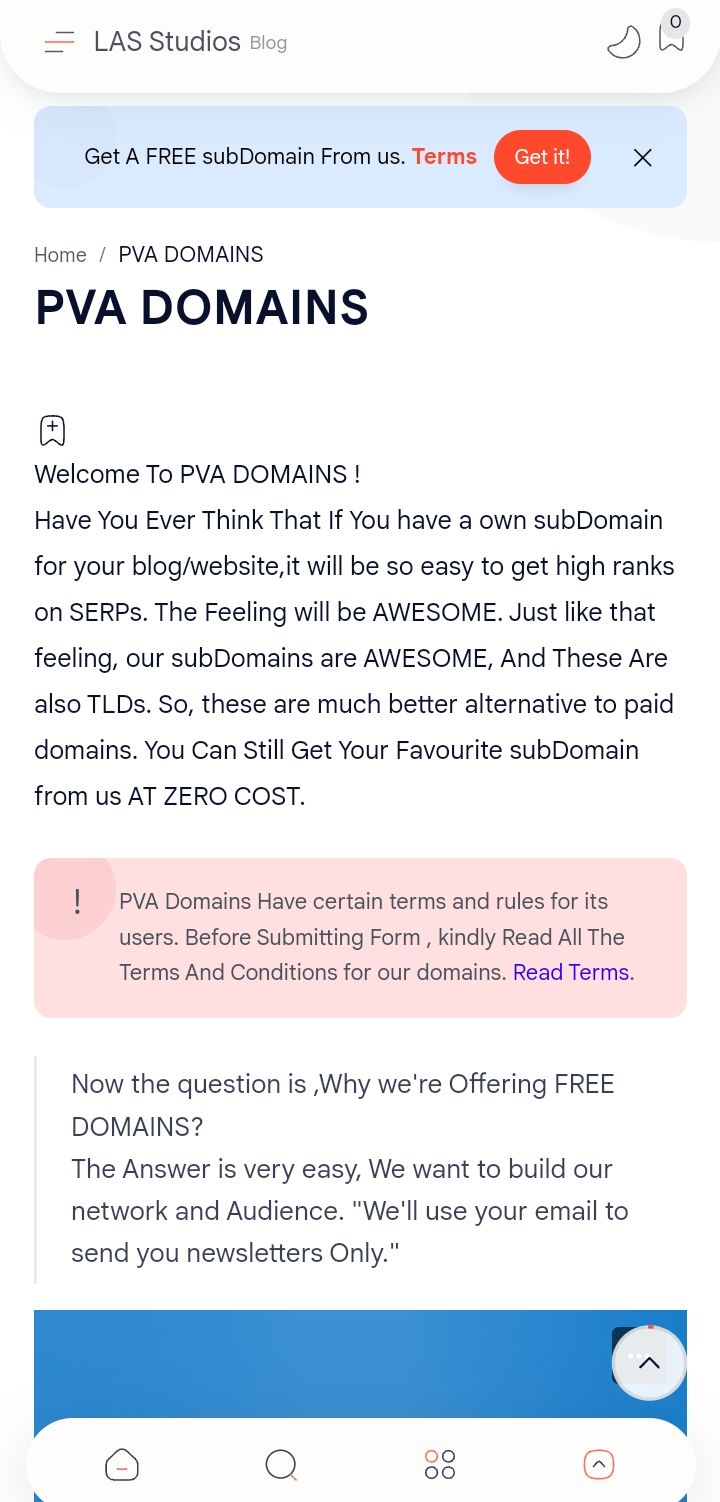 LAS Studios Blog
0
Get A FREE subDomain From us. Terms Get it!
Home / PVA DOMAINS
PVA DOMAINS
Welcome To PVA DOMAINS !
Have You Ever Think That If You have a own subDomain
for your blog/website,it will be so easy to get high ranks
on SERPs. The Feeling will be AWESOME. Just like that
feeling, our subDomains are AWESOME, And These Are
also TLDs. So, these are much better alternative to paid
domains. You Can Still Get Your Favourite subDomain
from us AT ZERO COST.
! PVA Domains Have certain terms and rules for its
users. Before Submitting Form , kindly Read All The
Terms And Conditions for our domains. Read Terms.
Now the question is ,Why we're Offering FREE
DOMAINS?
The Answer is very easy, We want to build our
network and Audience. "We'll use your email to
send you newsletters Only."